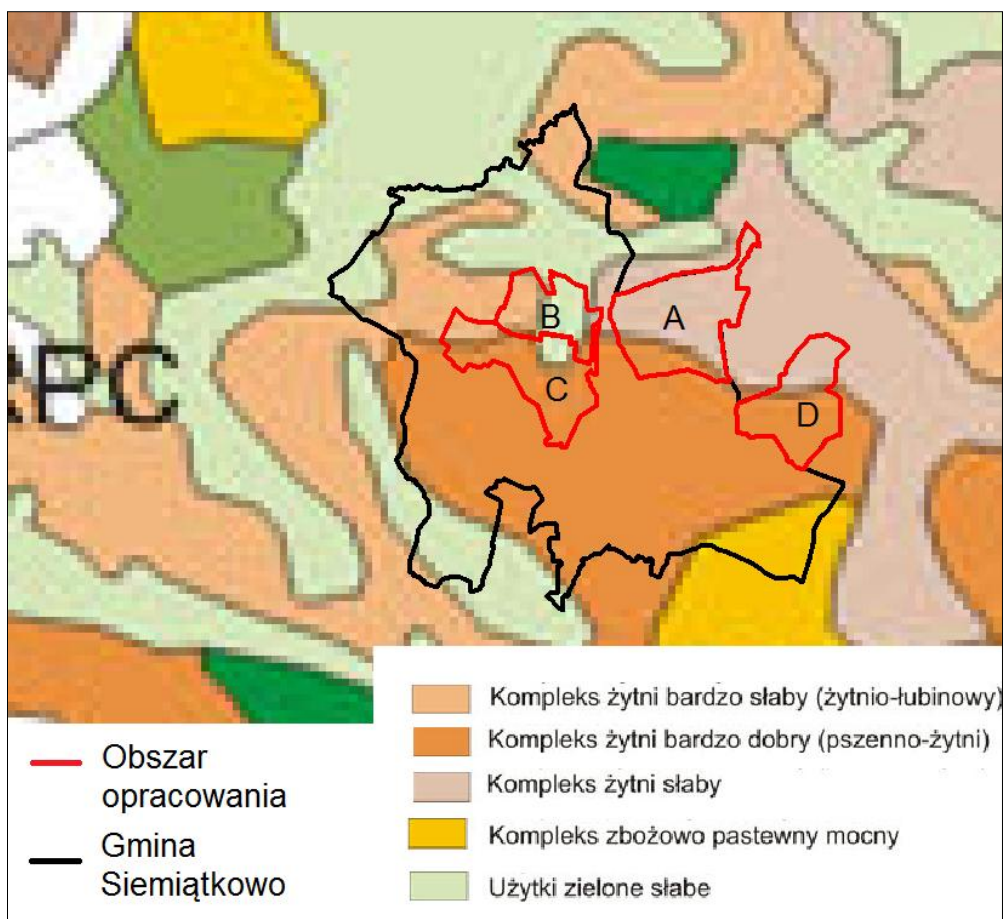 B
A
C
D
PC
Kompleks żytni bardzo słaby (żytnio-łubinowy)
Kompleks żytni bardzo dobry (pszenno-żytni)
Kompleks żytni słaby
Kompleks zbożowo pastewny mocny
Użytki zielone słabe
Obszar
opracowania
Gmina
Siemiątkowo